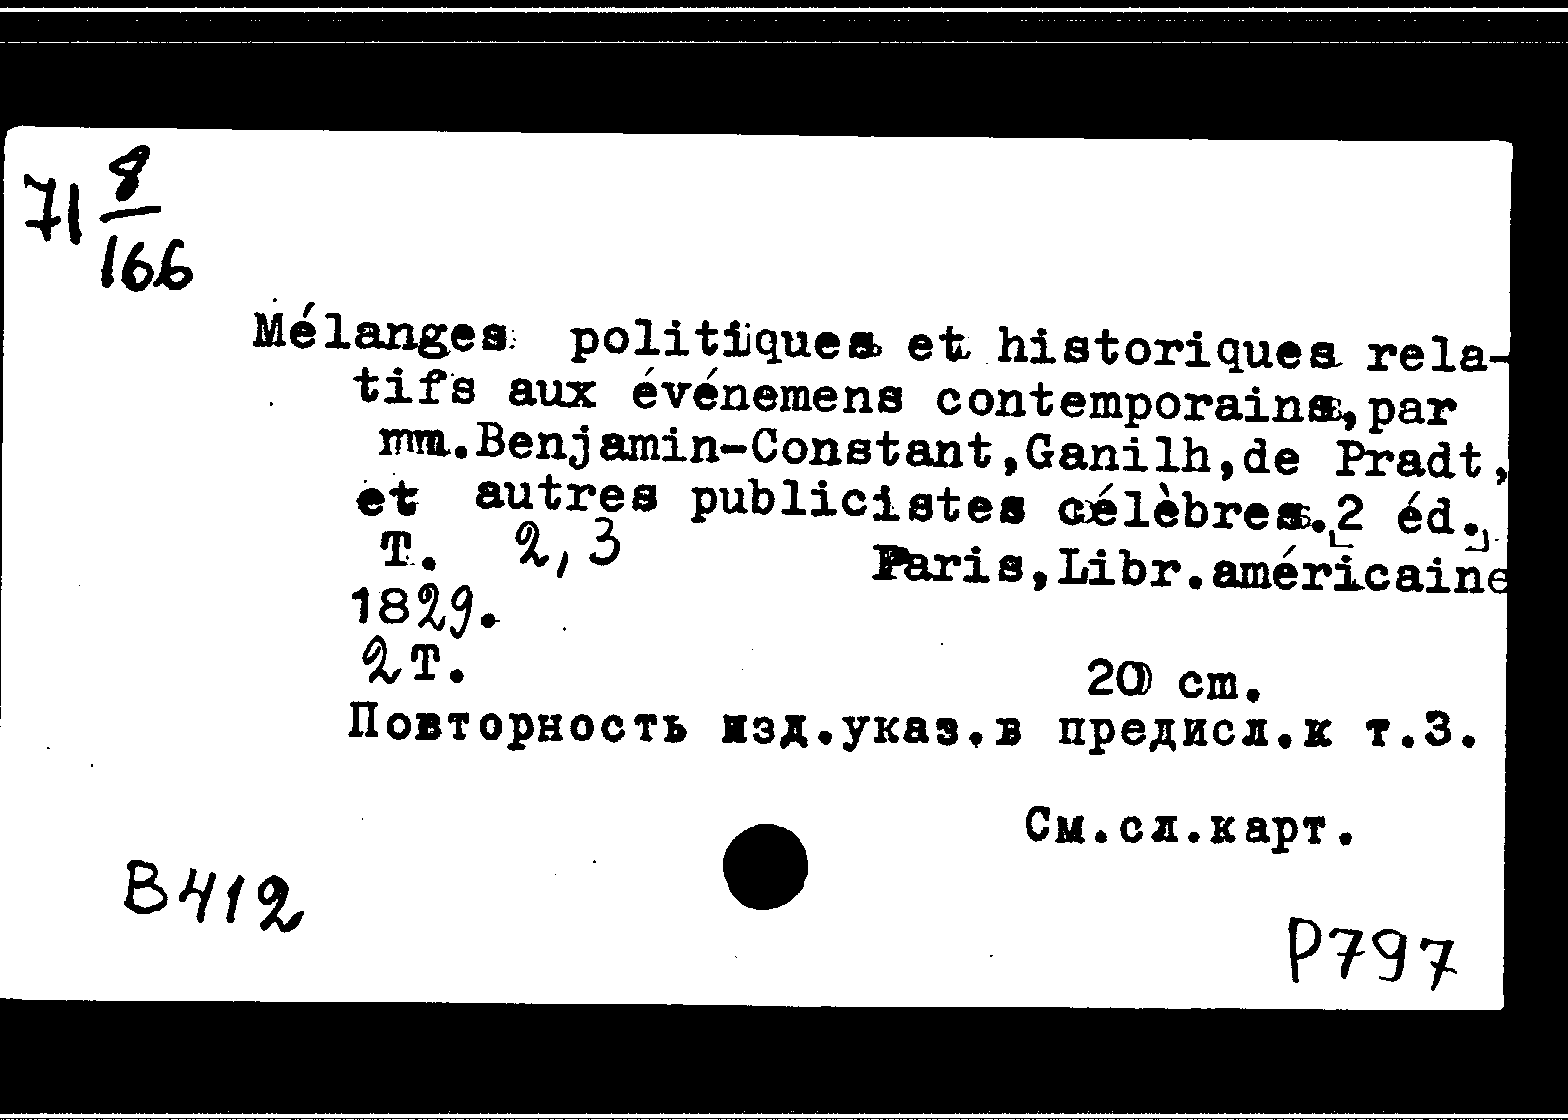 71 8/166
Mélanges politiques et historiques rela-
tifs aux événemens contemporains,par
mm.Benjamin-Constant,Ganilh,de Pradt,
et autres publicistes célèbres.[2 éd.]
T. 2,3 Paris,Libr.américaine
1829.
2 T. 20 cm.
Повторность изд.указ.в предисл.к т.3.
См.сл.карт.
В412
Р797